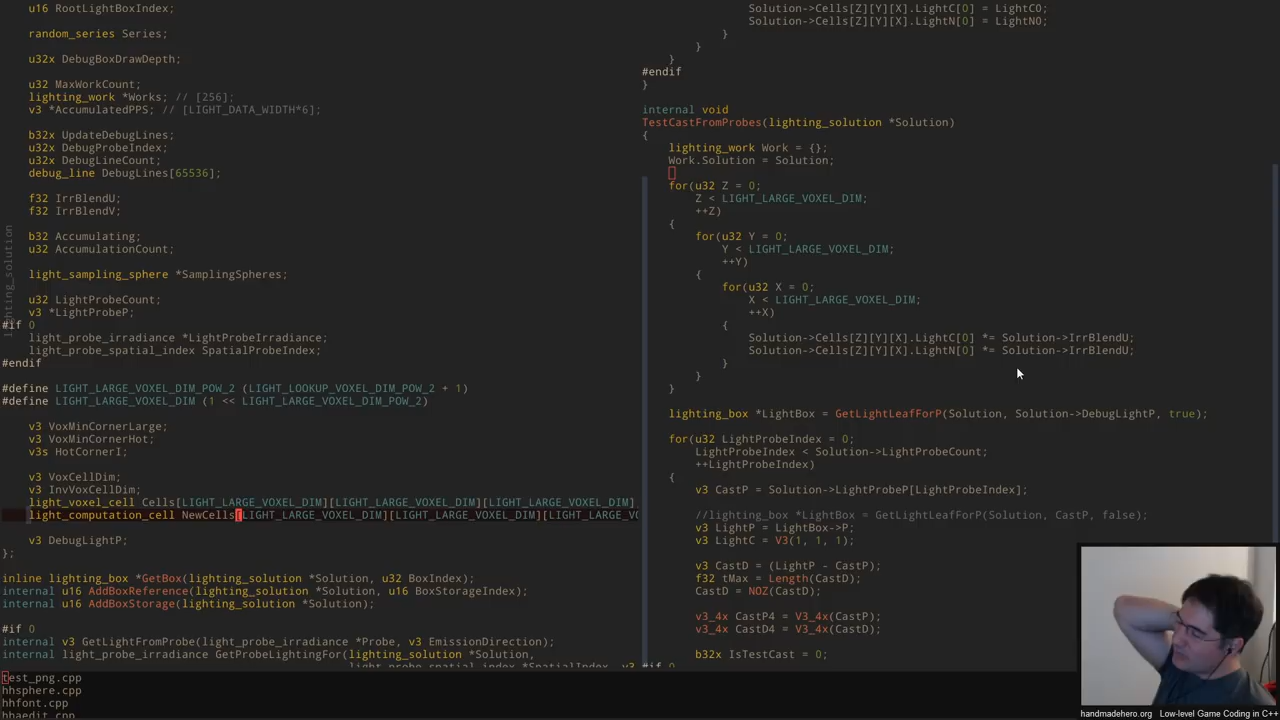 u16 RootLightBoxIndex;
random_series Series;
u32x DebugBoxDrawDepth;
u32 MaxWorkCount;
lighting_work *Works; // [256];
v3 *AccumulatedPPS; // [LIGHT_DATA_WIDTH*6];
b32x UpdateDebugLines;
u32x DebugProbeIndex;
u32x DebugLineCount;
debug_line DebugLines[65536];
f32 IrrBlendU;
f32 IrrBlendV;
b32 Accumulating;
u32 AccumulationCount;
light_sampling_sphere *SamplingSpheres;
u32 LightProbeCount;
v3 *LightProbeP;
#if 0
light_probe_irradiance *LightProbeIrradiance;
light_probe_spatial_index SpatialProbeIndex;
#endif
#define LIGHT_LARGE_VOXEL_DIM_POW_2 (LIGHT_LOOKUP_VOXEL_DIM_POW_2 + 1)
#define LIGHT_LARGE_VOXEL_DIM (1 << LIGHT_LARGE_VOXEL_DIM_POW_2)
v3 VoxMinCornerLarge;
v3 VoxMinCornerHot;
v3s HotCornerI;
v3 VoxCellDim;
v3 InvVoxCellDim;
light_voxel_cell Cells[LIGHT_LARGE_VOXEL_DIM][LIGHT_LARGE_VOXEL_DIM][LIGHT_LARGE_VOXEL_DIM]
light_computation_cell NewCells[LIGHT_LARGE_VOXEL_DIM][LIGHT_LARGE_VOXEL_DIM][LIGHT_LARGE_V
v3 DebugLightP;
};
inline lighting_box *GetBox(lighting_solution *Solution, u32 BoxIndex);
internal u16 AddBoxReference(lighting_solution *Solution, u16 BoxStorageIndex);
internal u16 AddBoxStorage(lighting_solution *Solution);
#if 0
internal v3 GetLightFromProbe(light_probe_irradiance *Probe, v3 EmissionDirection);
internal light_probe_irradiance GetProbeLightingFor(lighting_solution *Solution,
light_probe_spatial_index *SpatialIndex, v3
lighting_solution
Solution->Cells[Z][Y][X].LightC[0] = LightC0;
Solution->Cells[Z][Y][X].LightN[0] = LightN0;
}
}
}
#endif
}
internal void
TestCastFromProbes(lighting_solution *Solution)
{
lighting_work Work = {};
Work.Solution = Solution;
for(u32 Z = 0;
Z < LIGHT_LARGE_VOXEL_DIM;
++Z)
{
for(u32 Y = 0;
Y < LIGHT_LARGE_VOXEL_DIM;
++Y)
{
for(u32 X = 0;
X < LIGHT_LARGE_VOXEL_DIM;
++X)
{
Solution->Cells[Z][Y][X].LightC[0] *= Solution->IrrBlendU;
Solution->Cells[Z][Y][X].LightN[0] *= Solution->IrrBlendU;
}
}
}
lighting_box *LightBox = GetLightLeafForP(Solution, Solution->DebugLightP, true);
for(u32 LightProbeIndex = 0;
LightProbeIndex < Solution->LightProbeCount;
++LightProbeIndex)
{
v3 CastP = Solution->LightProbeP[LightProbeIndex];
//lighting_box *LightBox = GetLightLeafForP(Solution, CastP, false);
v3 LightP = LightBox->P;
v3 LightC = V3(1, 1, 1);
v3 CastD = (LightP - CastP);
f32 tMax = Length(CastD);
CastD = NOZ(CastD);
v3_4x CastP4 = V3_4x(CastP);
v3_4x CastD4 = V3_4x(CastD);
b32x IsTestCast = 0;
#if 0
test_png.cpp
hhsphere.cpp
hhfont.cpp
hhaedit.cpp
handmadehero.org Low-level Game Coding in C++